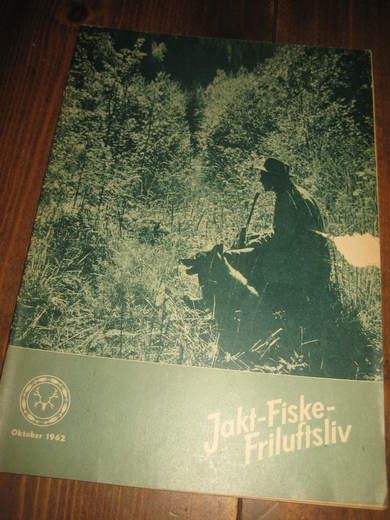 Oktober 1962
Jakt-Fiske-
Friluftsliv